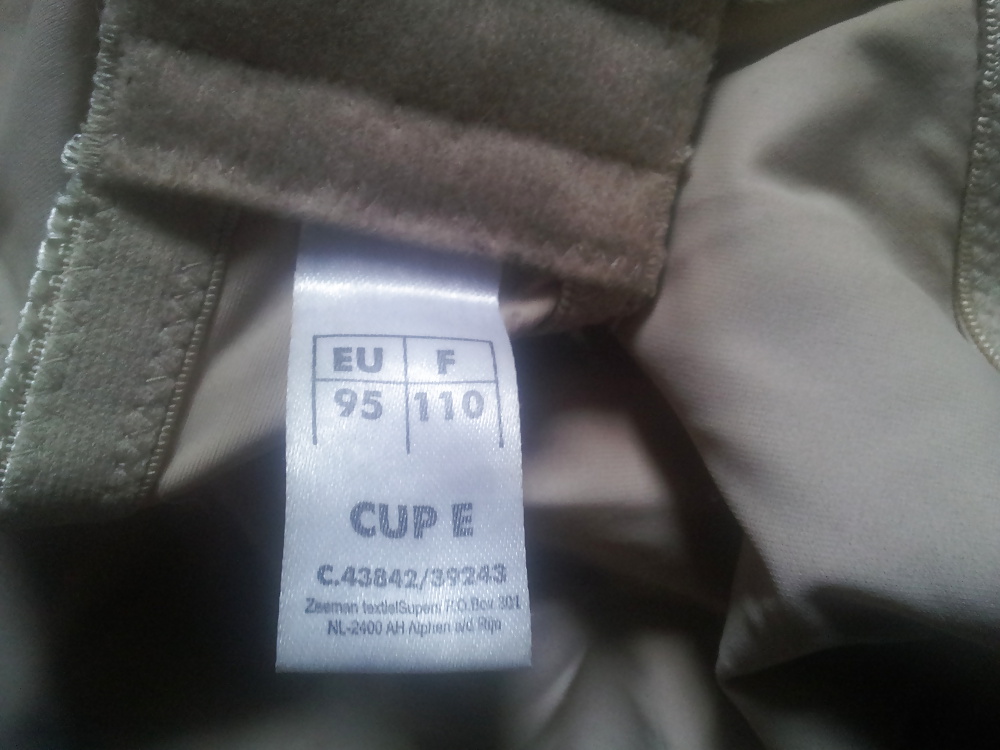 EU F
95 110
CUP E
C.43842/39243
Zeeman textielSupers P.O.Box 301
NL-2400 AH Alphen a/d Rijn